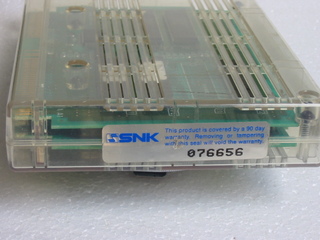 SNK
This product is covered by a 90 day
warranty. Removing or tampering
with this seal will void the warranty.
076656